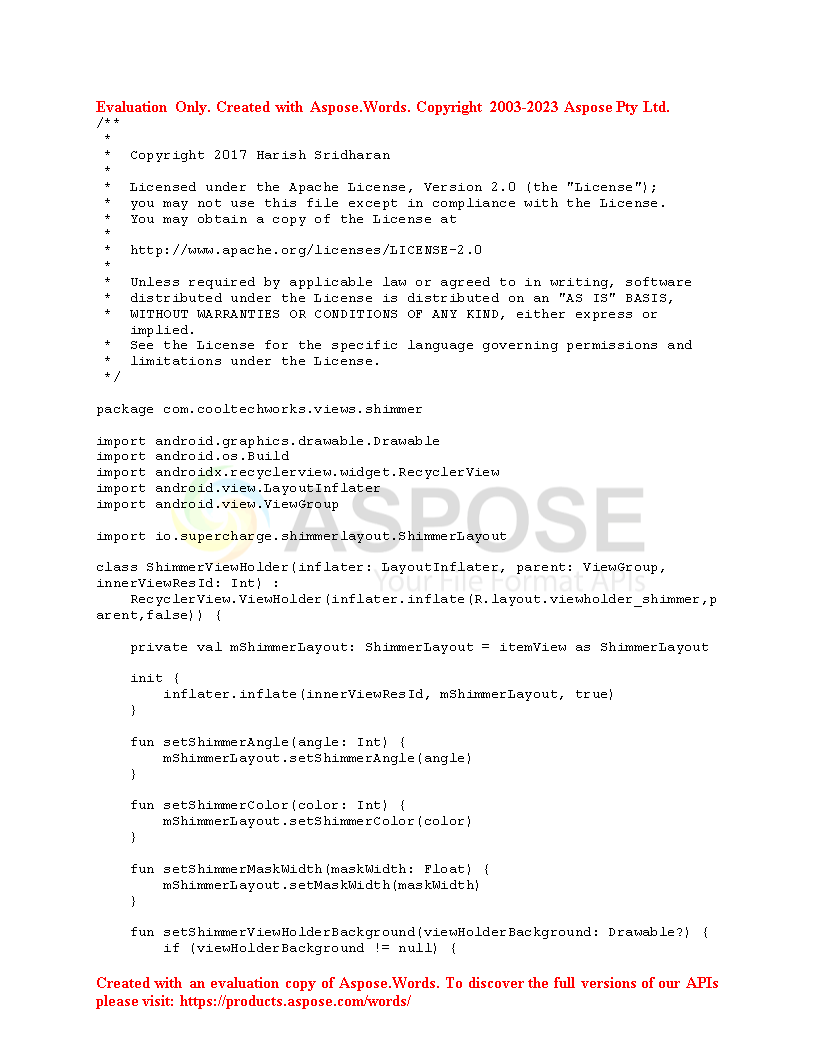 Evaluation Only. Created with Aspose.Words. Copyright 2003-2023 Aspose Pty Ltd.
/**
 *
 *  Copyright 2017 Harish Sridharan
 *
 *  Licensed under the Apache License, Version 2.0 (the "License");
 *  you may not use this file except in compliance with the License.
 *  You may obtain a copy of the License at
 *
 *  http://www.apache.org/licenses/LICENSE-2.0
 *
 *  Unless required by applicable law or agreed to in writing, software
 *  distributed under the License is distributed on an "AS IS" BASIS,
 *  WITHOUT WARRANTIES OR CONDITIONS OF ANY KIND, either express or
    implied.
 *  See the License for the specific language governing permissions and
 *  limitations under the License.
 */

package com.cooltechworks.views.shimmer

import android.graphics.drawable.Drawable
import android.os.Build
import androidx.recyclerview.widget.RecyclerView
import android.view.LayoutInflater
import android.view.ViewGroup
ASPOSE
import io.supercharge.shimmerlayout.ShimmerLayout

class ShimmerViewHolder(inflater: LayoutInflater, parent: ViewGroup,
Your File Format APIs
innerViewResId: Int) :
    RecyclerView.ViewHolder(inflater.inflate(R.layout.viewholder_shimmer,p
arent,false)) {

    private val mShimmerLayout: ShimmerLayout = itemView as ShimmerLayout

    init {
        inflater.inflate(innerViewResId, mShimmerLayout, true)
    }

    fun setShimmerAngle(angle: Int) {
        mShimmerLayout.setShimmerAngle(angle)
    }

    fun setShimmerColor(color: Int) {
        mShimmerLayout.setShimmerColor(color)
    }

    fun setShimmerMaskWidth(maskWidth: Float) {
        mShimmerLayout.setMaskWidth(maskWidth)
    }

    fun setShimmerViewHolderBackground(viewHolderBackground: Drawable?) {
        if (viewHolderBackground != null) {

Created with an evaluation copy of Aspose.Words. To discover the full versions of our APIs
please visit: https://products.aspose.com/words/